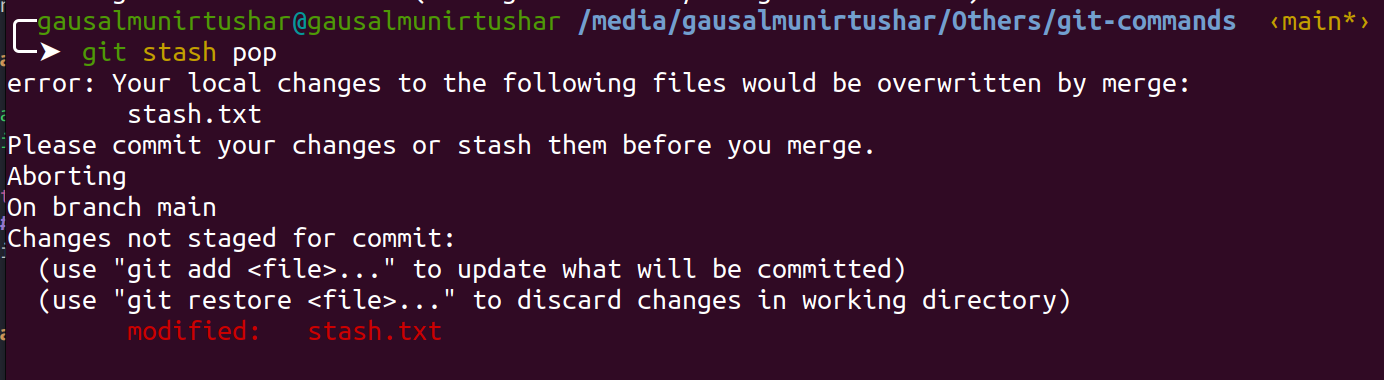 gausalmunirtushar@gausalmunirtushar /media/gausalmunirtushar/Others/git-commands ‹main*›
➤ git stash pop
error: Your local changes to the following files would be overwritten by merge:
stash.txt
Please commit your changes or stash them before you merge.
Aborting
On branch main
Changes not staged for commit:
(use "git add <file>..." to update what will be committed)
(use "git restore <file>..." to discard changes in working directory)
modified: stash.txt